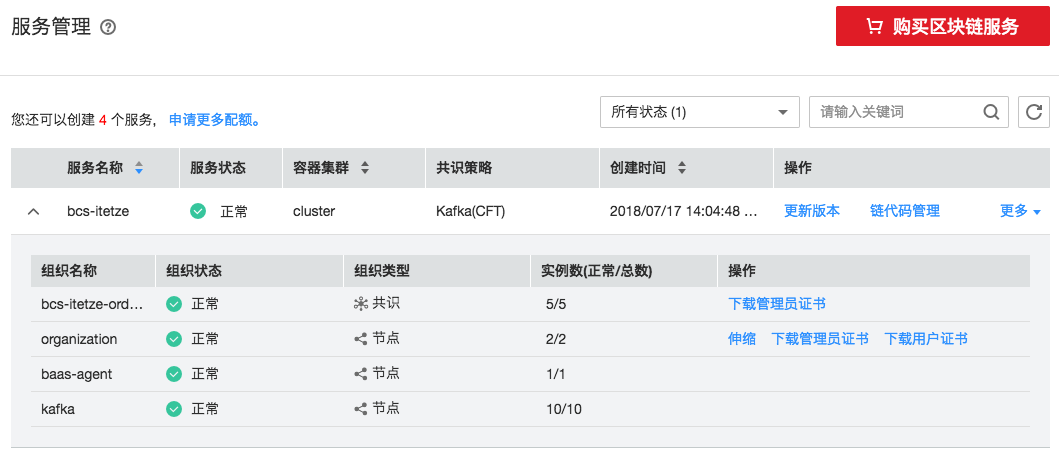 服务管理
购买区块链服务
您还可以创建 4 个服务，申请更多配额。
所有状态 (1)
请输入关键词
服务名称 服务状态 容器集群 共识策略 创建时间 操作
bcs-itetze 正常 cluster Kafka(CFT) 2018/07/17 14:04:48 ... 更新版本 链代码管理 更多
组织名称 组织状态 组织类型 实例数(正常/总数) 操作
bcs-itetze-ord... 正常 共识 5/5 下载管理员证书
organization 正常 节点 2/2 伸缩 下载管理员证书 下载用户证书
baas-agent 正常 节点 1/1
kafka 正常 节点 10/10